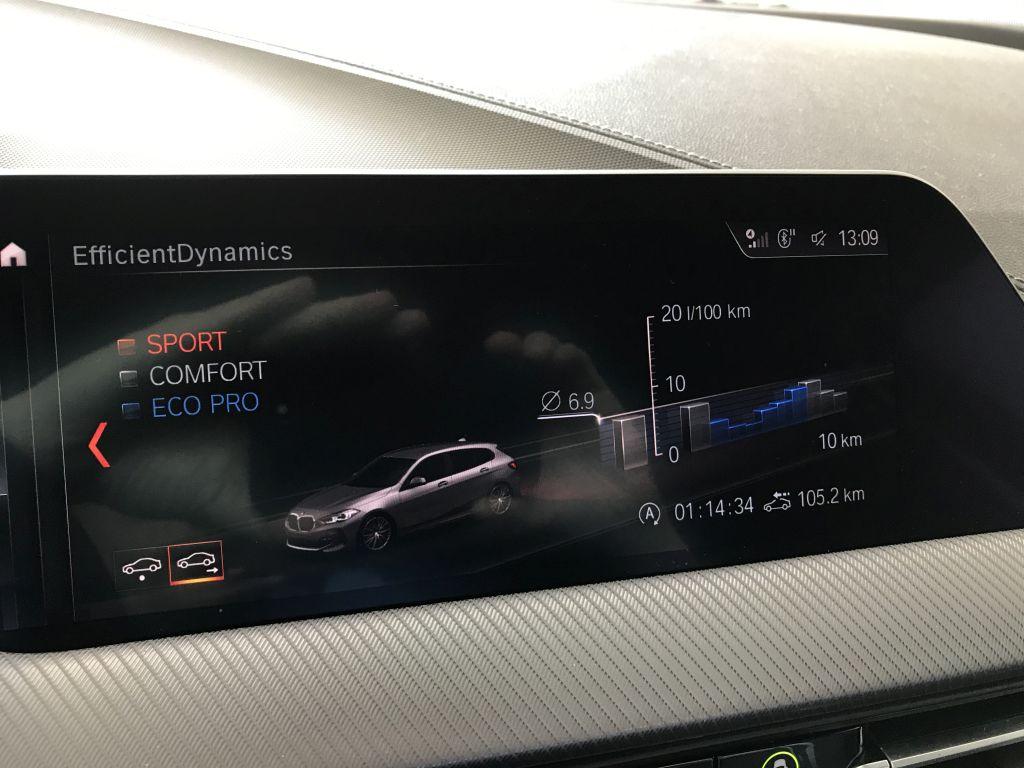 EfficientDynamics
13:09
SPORT
COMFORT
ECO PRO
20 l/100 km
10
0
Ø 6.9
10 km
A 01:14:34 105.2 km